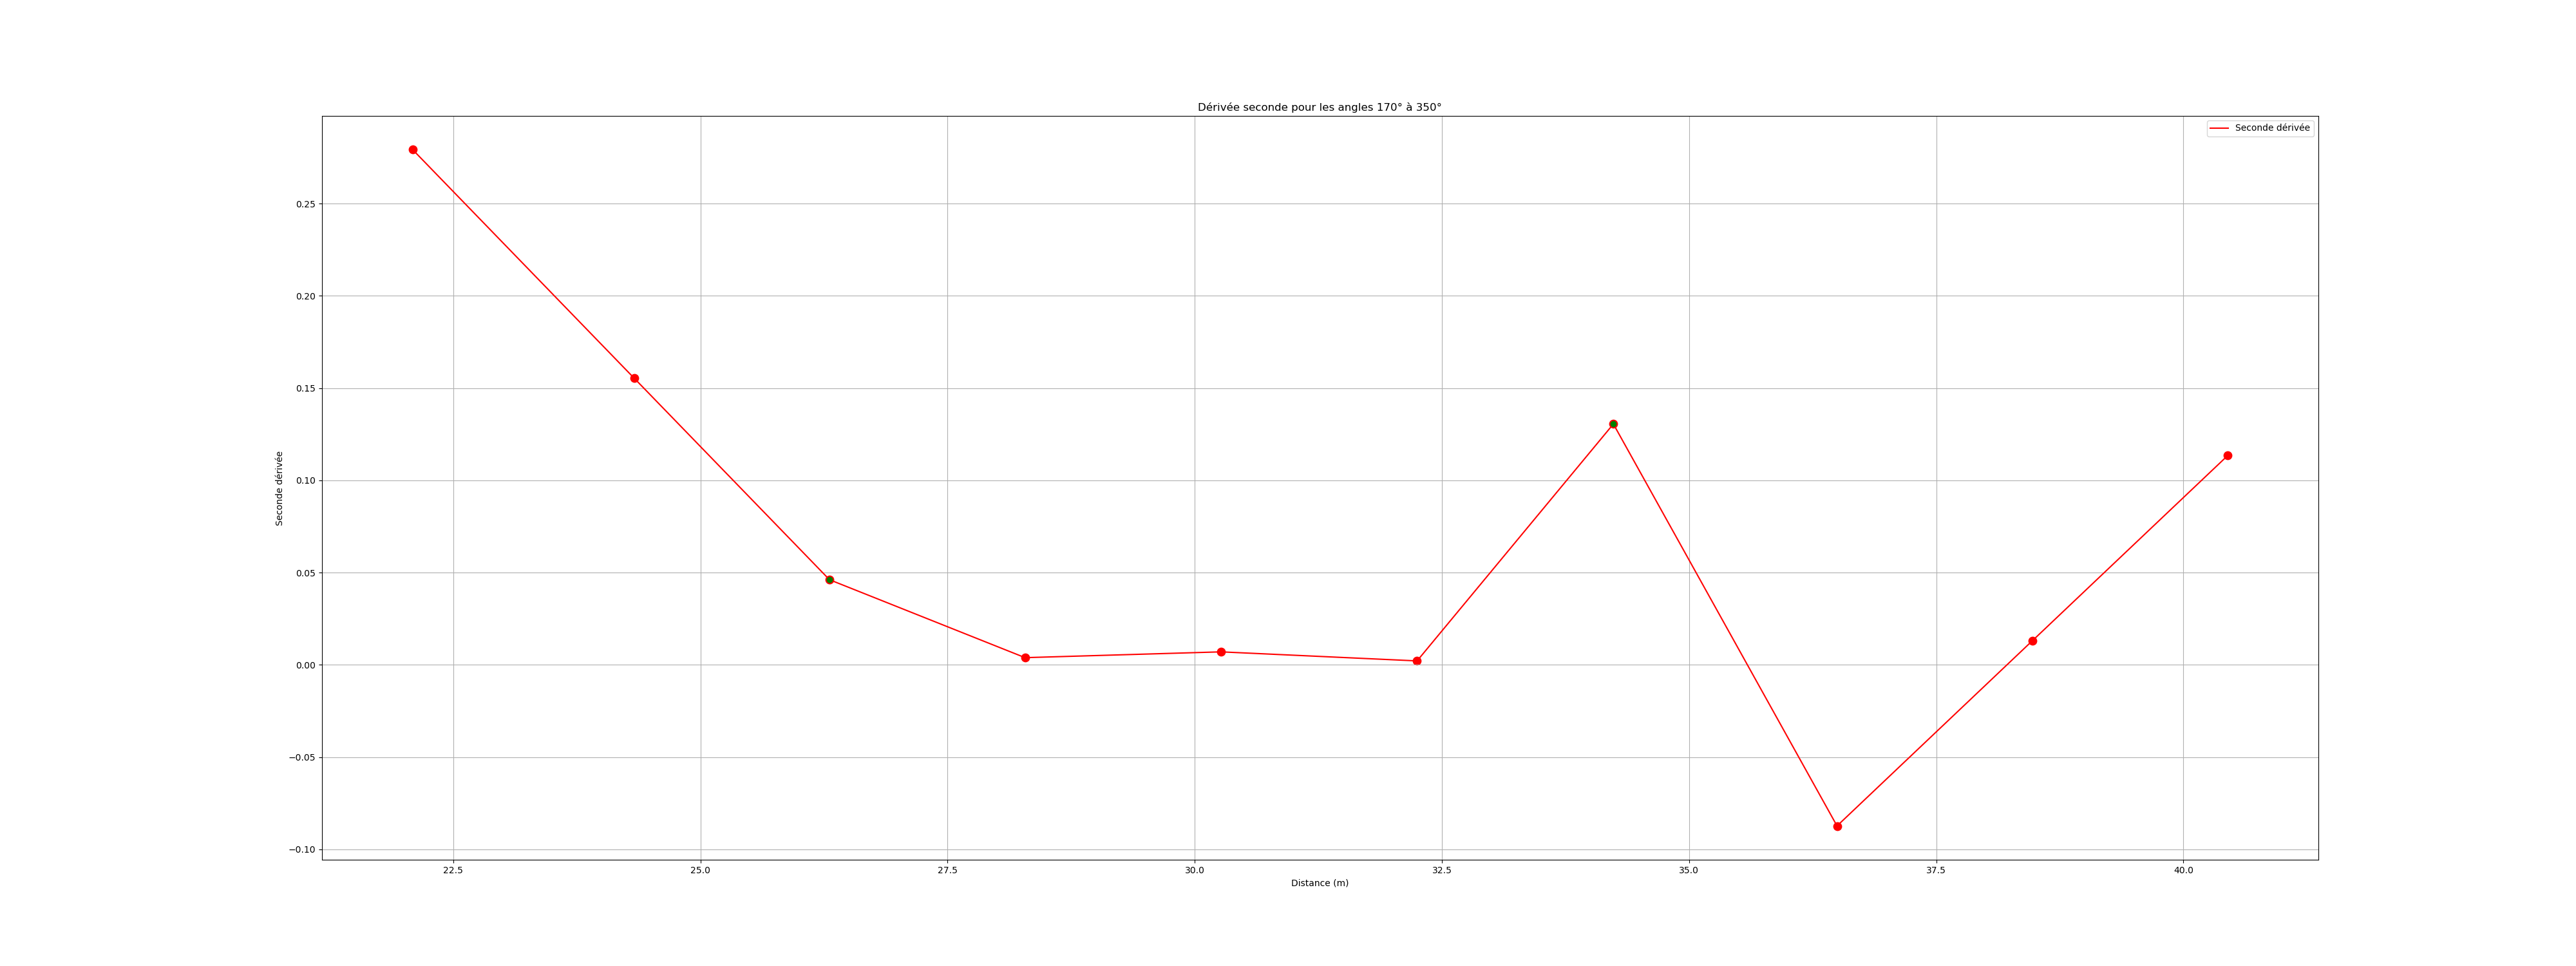 Dérivée seconde pour les angles 170° à 350°
Seconde dérivée
0.25
0.20
0.15
0.10
0.05
0.00
−0.05
−0.10
Seconde dérivée
22.5 25.0 27.5 30.0 32.5 35.0 37.5 40.0
Distance (m)